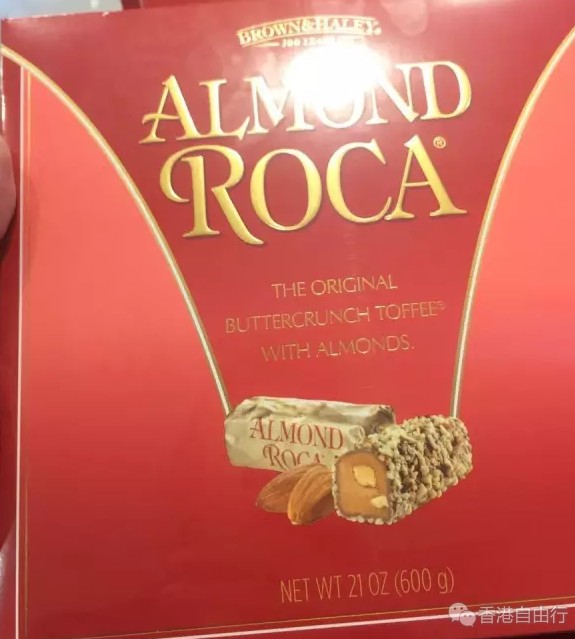 BROWN & HALEY
ALMOND
ROCA®
THE ORIGINAL
BUTTERCRUNCH TOFFEE®
WITH ALMONDS.
ALMOND
ROCA
NET WT 21 OZ (600 g)
香港自由行